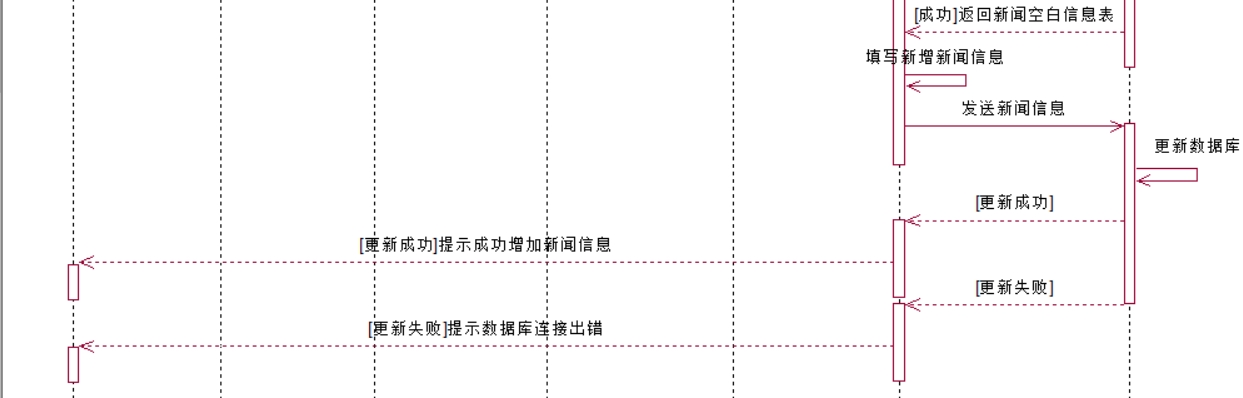 [成功]返回新闻空白信息表
填写新增新闻信息
发送新闻信息
更新数据库
[更新成功]
[更新成功]提示成功增加新闻信息
[更新失败]
[更新失败]提示数据库连接出错